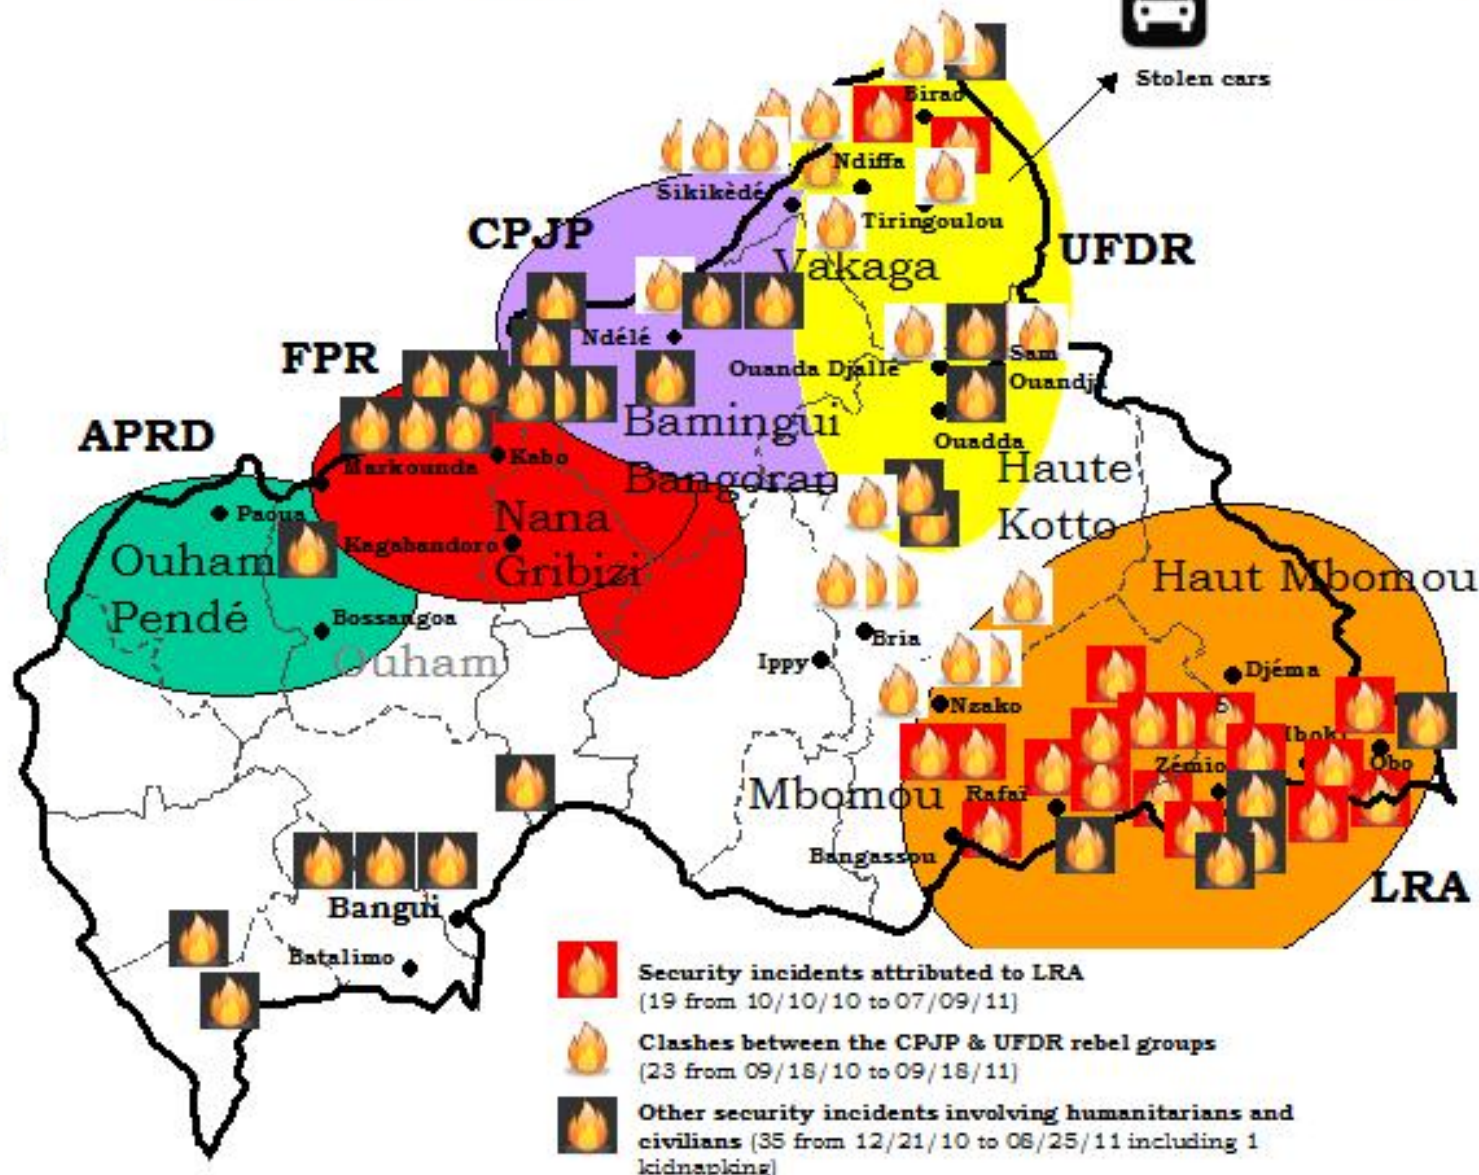 Stolen cars
Birao
Ndiffa
Sikikèdé
Tiringoulou
CPJP
UFDR
Vakaga
Ndélé
FPR
Sam
Ouandja
Ouanda Djallé
Bamingui
Bangoran
Ouadda
APRD
Markounda
Kabo
Haute
Kotto
Paoua
Nana
Gribizi
Kagabandoro
Ouham
Pendé
Haut Mbomou
Bossangoa
Ouham
Bria
Ippy
Djéma
Nzako
Zémio
Obo
Mbomou
Rafaï
Bangassou
LRA
Bangui
Batalimo
Security incidents attributed to LRA
(19 from 10/10/10 to 07/09/11)
Clashes between the CPJP & UFDR rebel groups
(23 from 09/18/10 to 09/18/11)
Other security incidents involving humanitarians and
civilians (35 from 12/21/10 to 08/25/11 including 1
kidnapking)